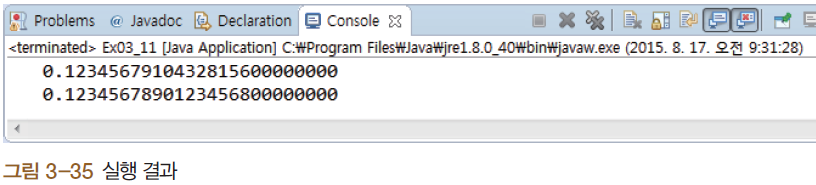 Problems @ Javadoc Declaration Console
<terminated> Ex03_11 [Java Application] C:₩Program Files₩Java₩jre1.8.0_40₩bin₩javaw.exe (2015. 8. 17. 오전 9:31:28)
0.1234567910432815600000000
0.1234567890123456800000000
그림 3-35 실행 결과